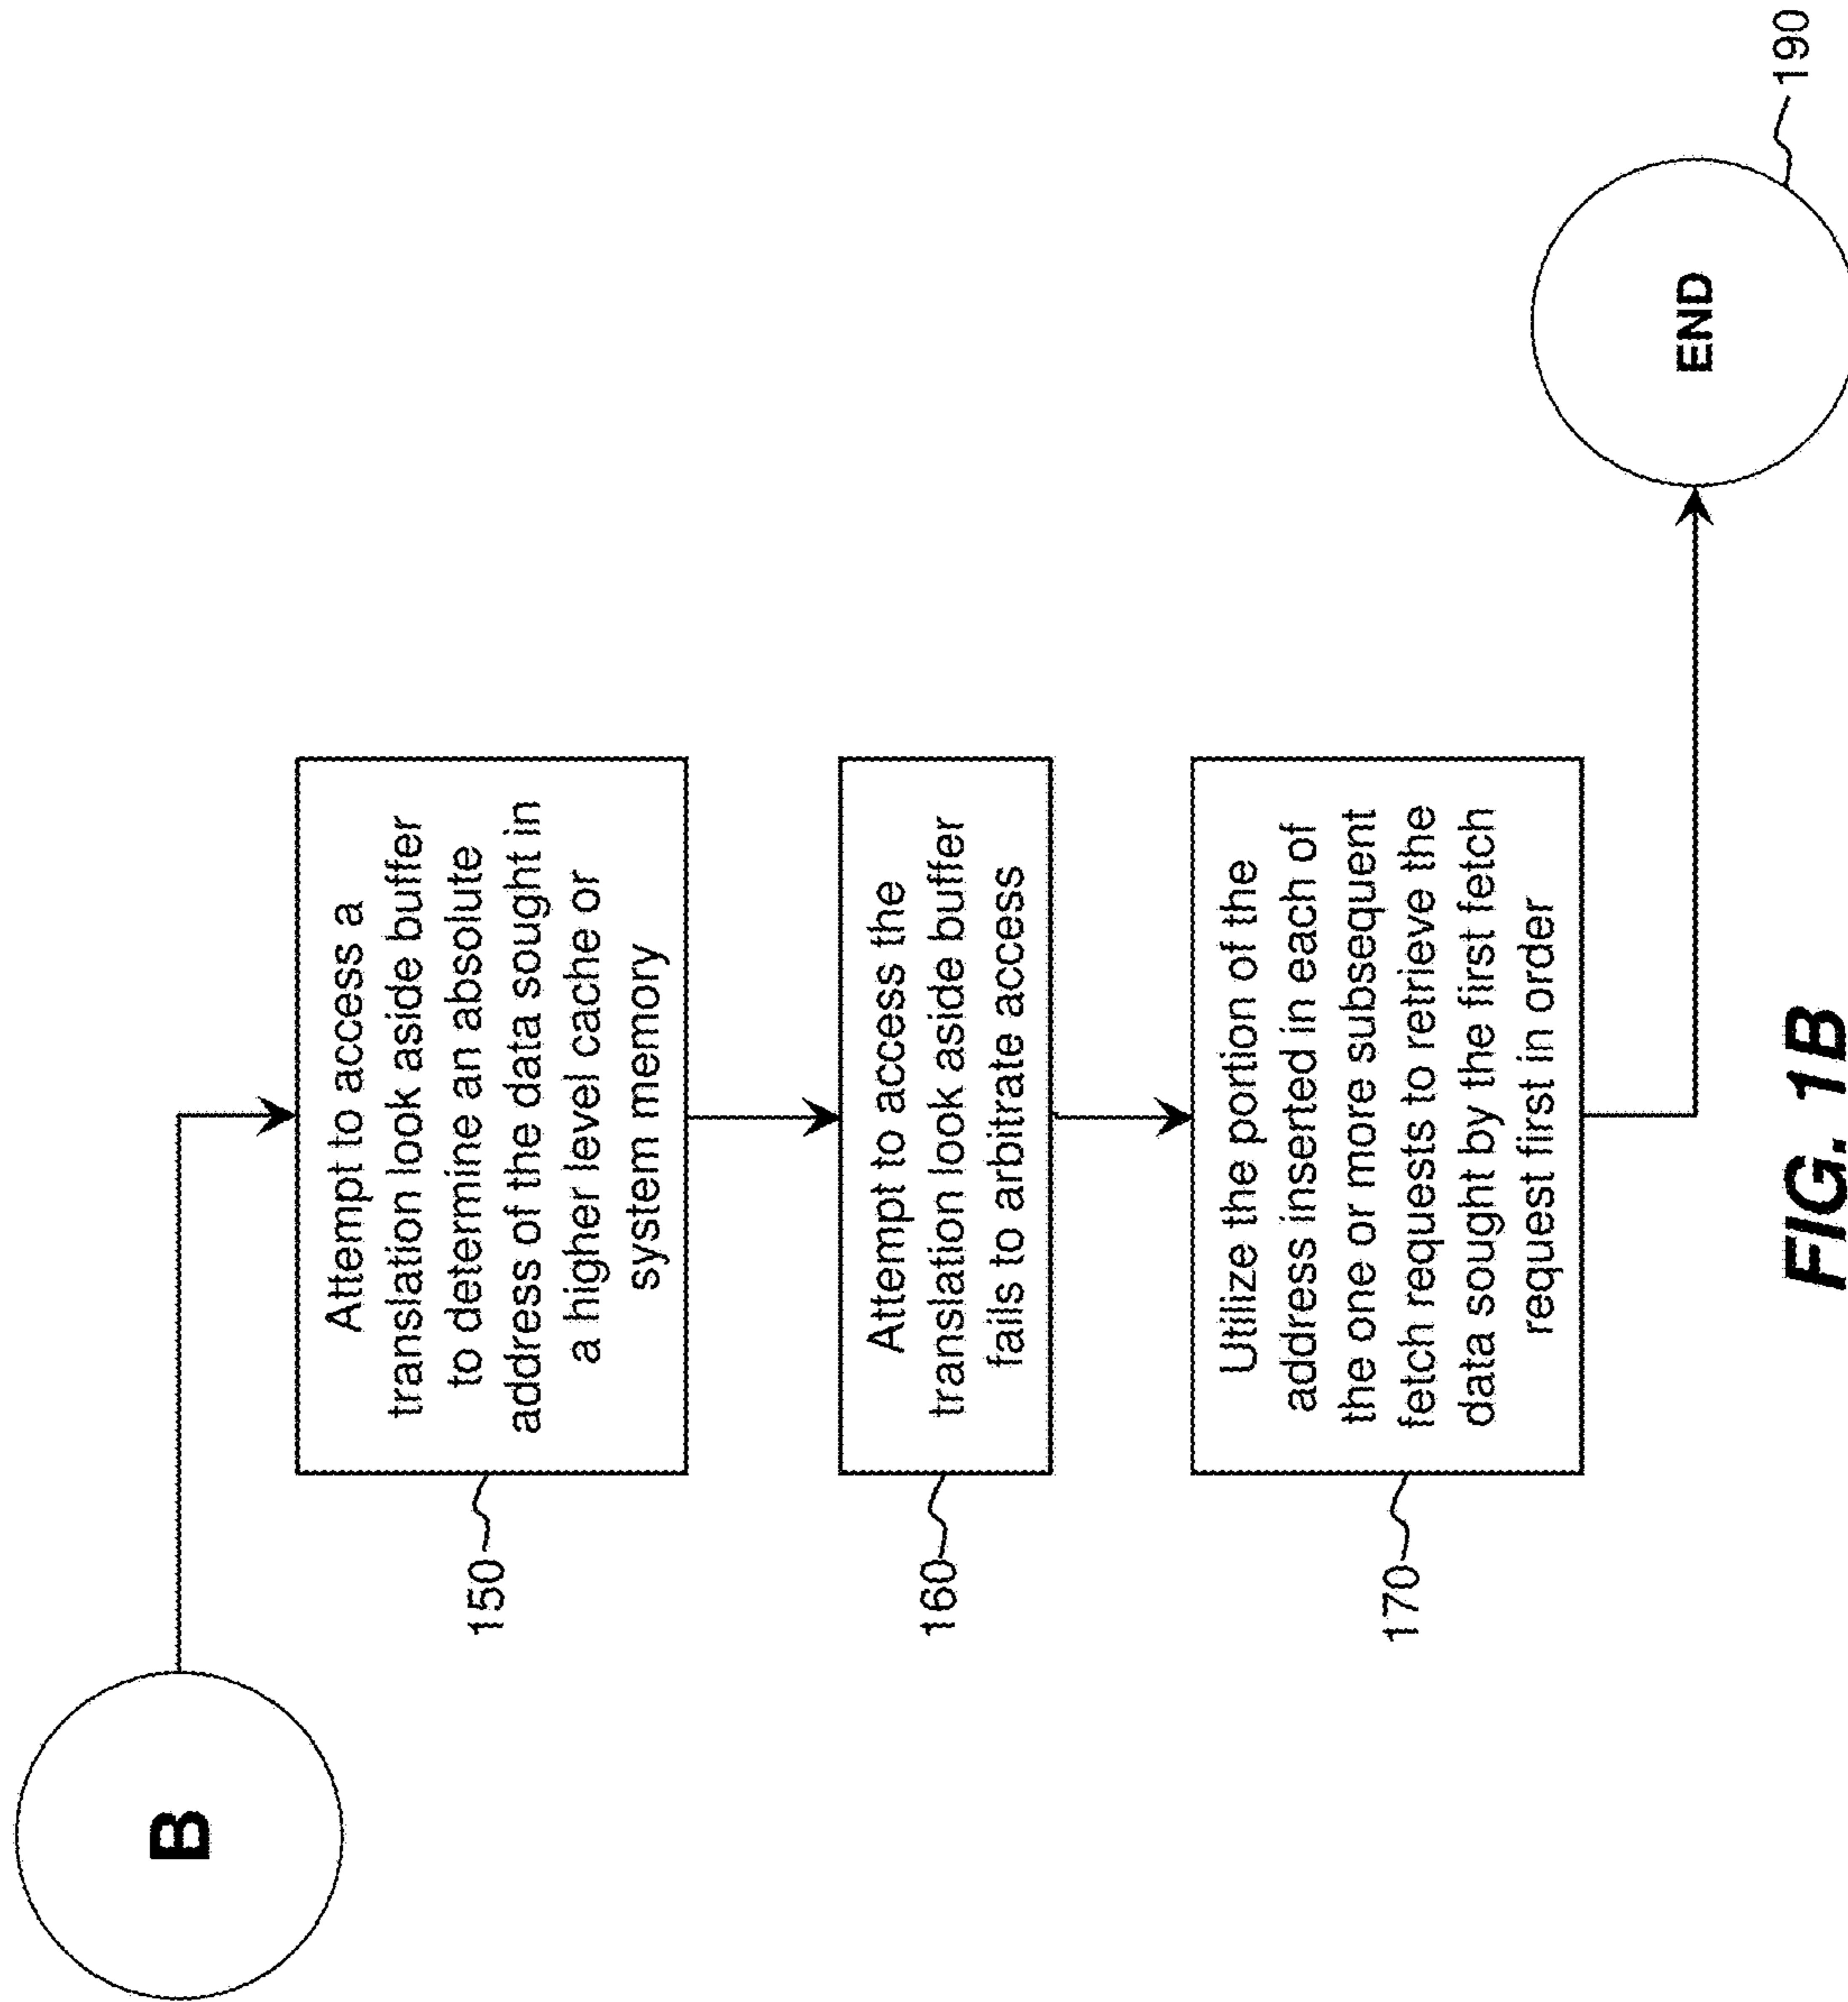 B
150
Attempt to access a
translation look aside buffer
to determine an absolute
address of the data sought in
a higher level cache or
system memory
160
Attempt to access the
translation look aside buffer
fails to arbitrate access
170
Utilize the portion of the
address inserted in each of
the one or more subsequent
fetch requests to retrieve the
data sought by the first fetch
request first in order
END
190
FIG. 1B